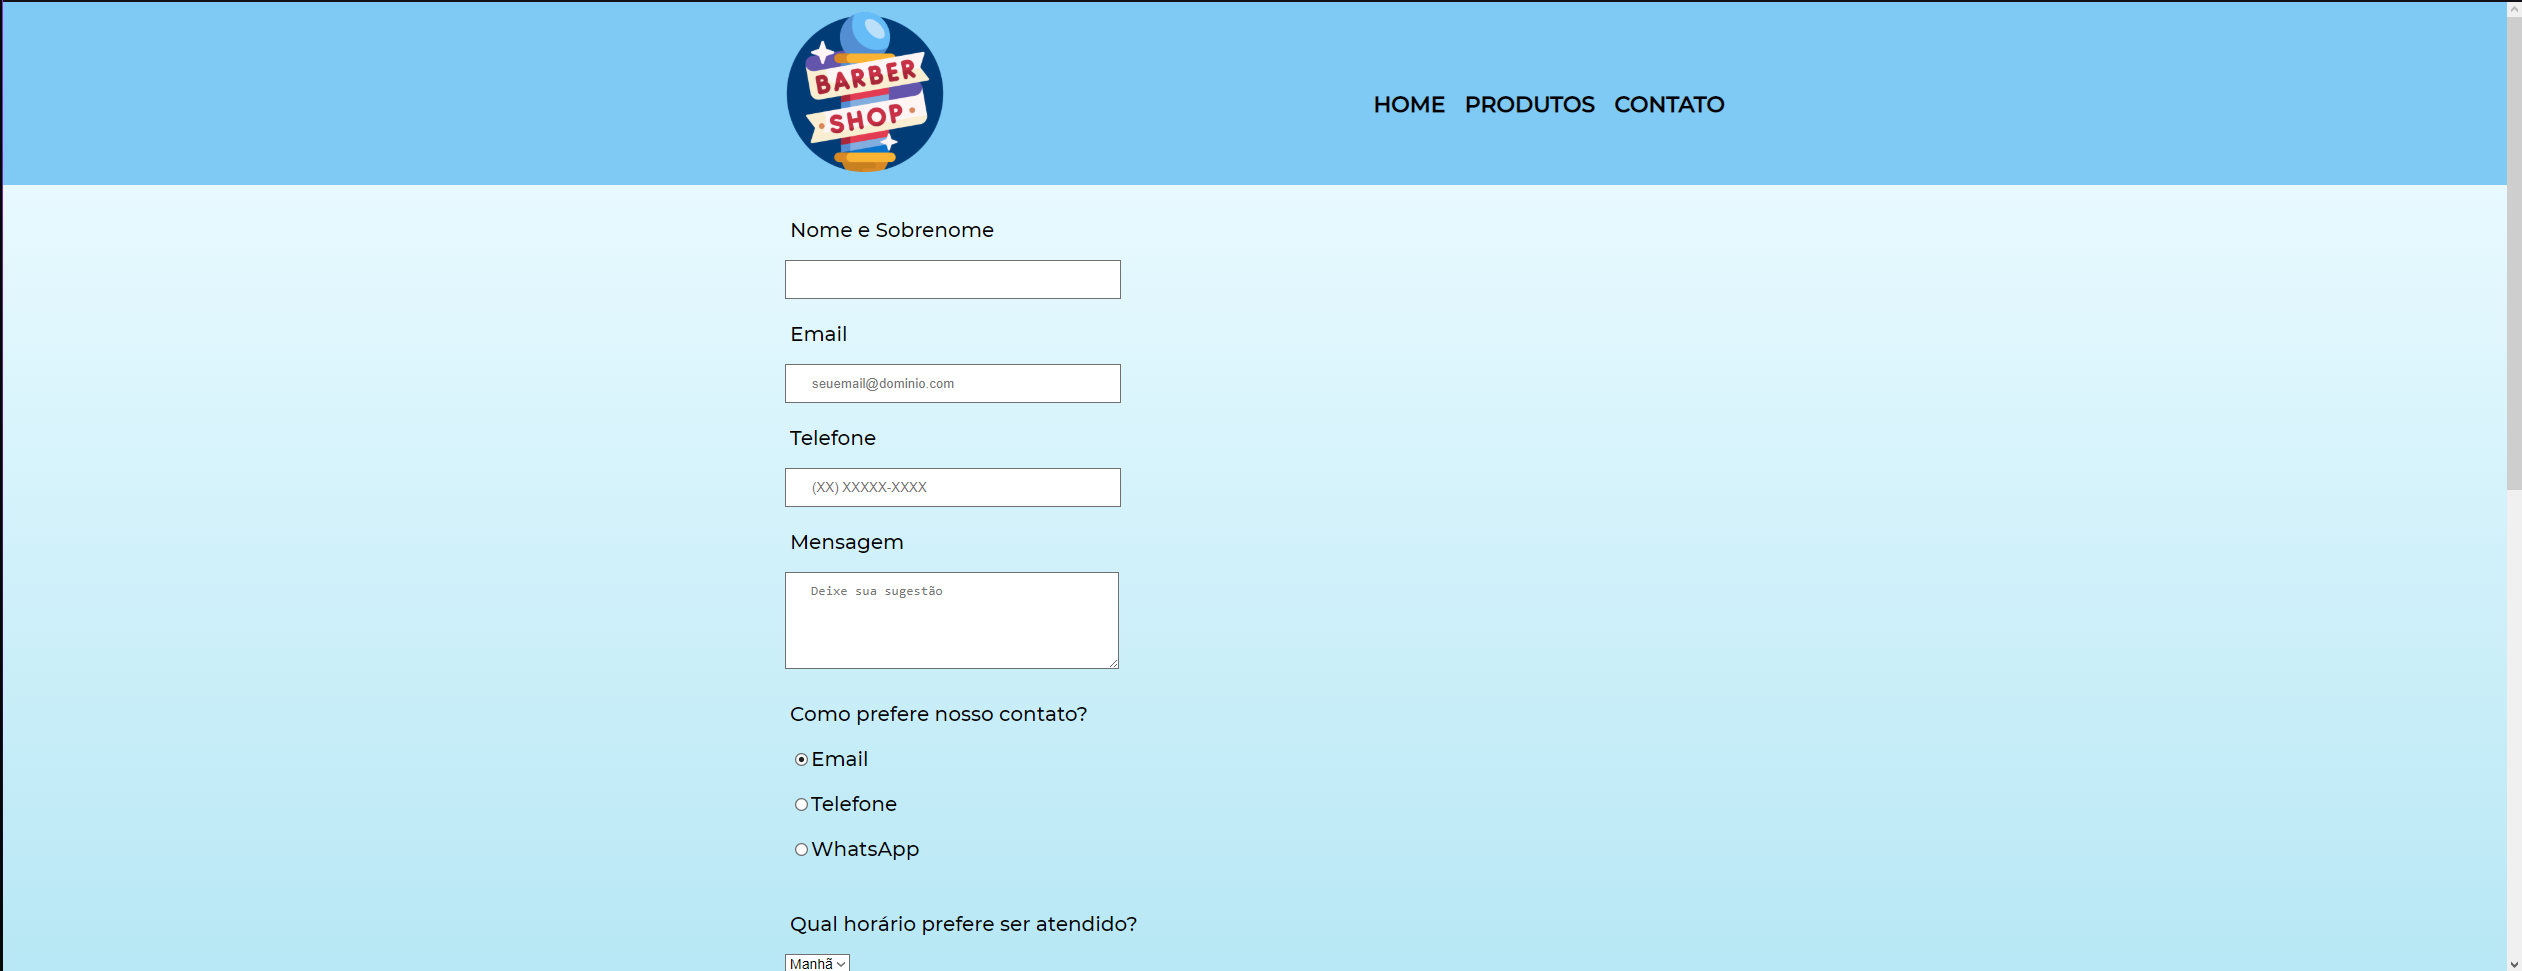 BARBER
SHOP
HOME PRODUTOS CONTATO
Nome e Sobrenome
Email
seuemail@dominio.com
Telefone
(XX) XXXXX-XXXX
Mensagem
Deixe sua sugestão
Como prefere nosso contato?
Email
Telefone
WhatsApp
Qual horário prefere ser atendido?
Manhã